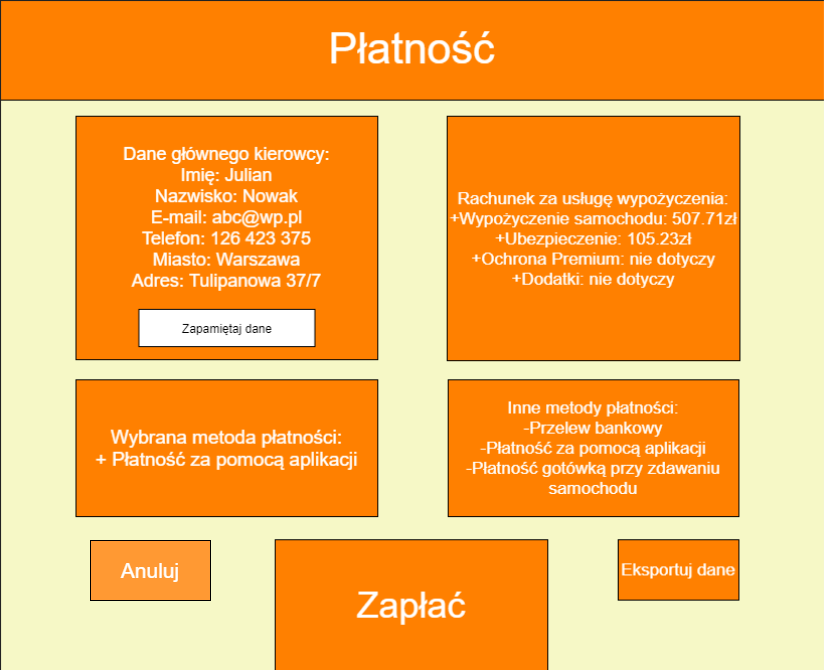 Płatność
Dane głównego kierowcy:
Imię: Julian
Nazwisko: Nowak
E-mail: abc@wp.pl
Telefon: 126 423 375
Miasto: Warszawa
Adres: Tulipanowa 37/7
Zapamiętaj dane
Rachunek za usługę wypożyczenia:
+Wypożyczenie samochodu: 507.71zł
+Ubezpieczenie: 105.23zł
+Ochrona Premium: nie dotyczy
+Dodatki: nie dotyczy
Wybrana metoda płatności:
+ Płatność za pomocą aplikacji
Inne metody płatności:
-Przelew bankowy
-Płatność za pomocą aplikacji
-Płatność gotówką przy zdawaniu
samochodu
Anuluj
Zapłać
Eksportuj dane